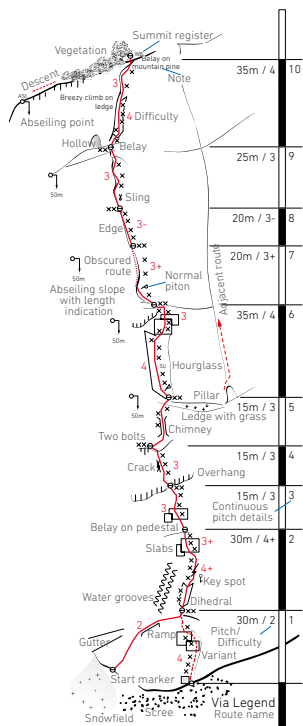 Summit register
Vegetation
Belay on
mountain pine
35m / 4
10
Descent
3
Note
ASt
Breezy climb on
ledge
4
Difficulty
Abseiling point
50m
Hollow
Belay
25m / 3
9
3
50m
Sling
20m / 3-
8
Edge
3-
20m / 3+
7
Obscured
route
3+
50m
Abseiling slope
with length
indication
Normal
piton
Adjacent route
35m / 4
6
3
50m
Hourglass
4
SU
Pillar
50m
Ledge with grass
15m / 3
5
Chimney
Two bolts
15m / 3
4
Crack
3
Overhang
15m / 3
3
Continuous
pitch details
3
Belay on pedestal
30m / 4+
2
3+
Slabs
4+
Key spot
Water grooves
Dihedral
30m / 2
1
2
Ramp
Pitch/
Difficulty
Gutter
4
Variant
Start marker
Via Legend
Route name
Scree
Snowfield